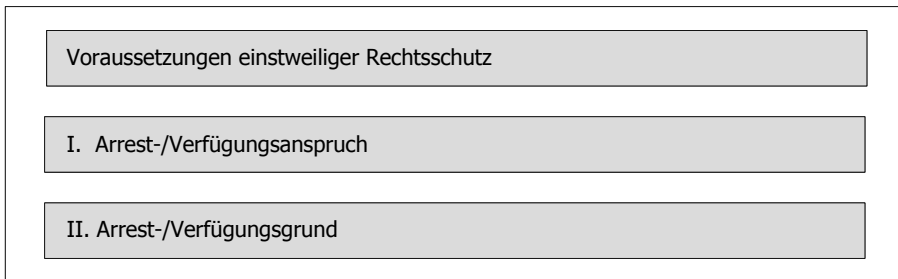 Voraussetzungen einstweiliger Rechtsschutz
I. Arrest-/Verfügungsanspruch
II. Arrest-/Verfügungsgrund